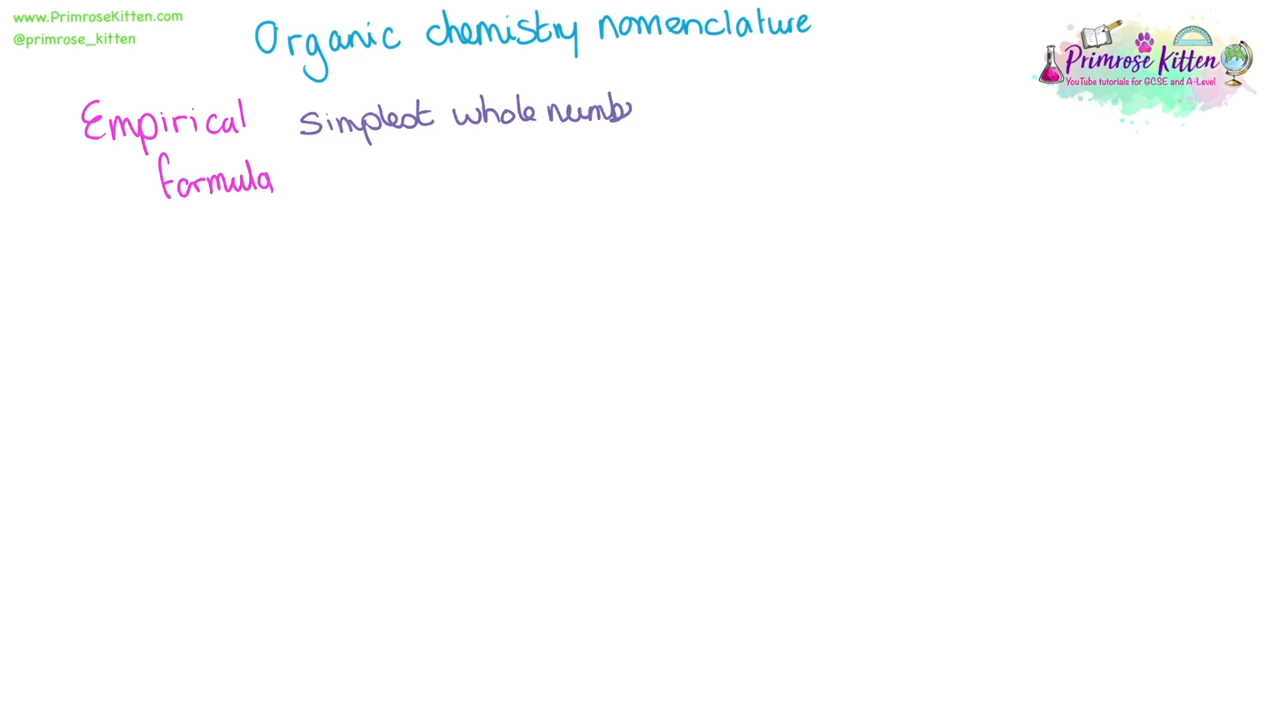 www.PrimroseKitten.com
@primrose_kitten
Organic chemistry nomenclature
Primrose Kitten
YouTube tutorials for GCSE and A-Level
Empirical simplest whole numb
formula